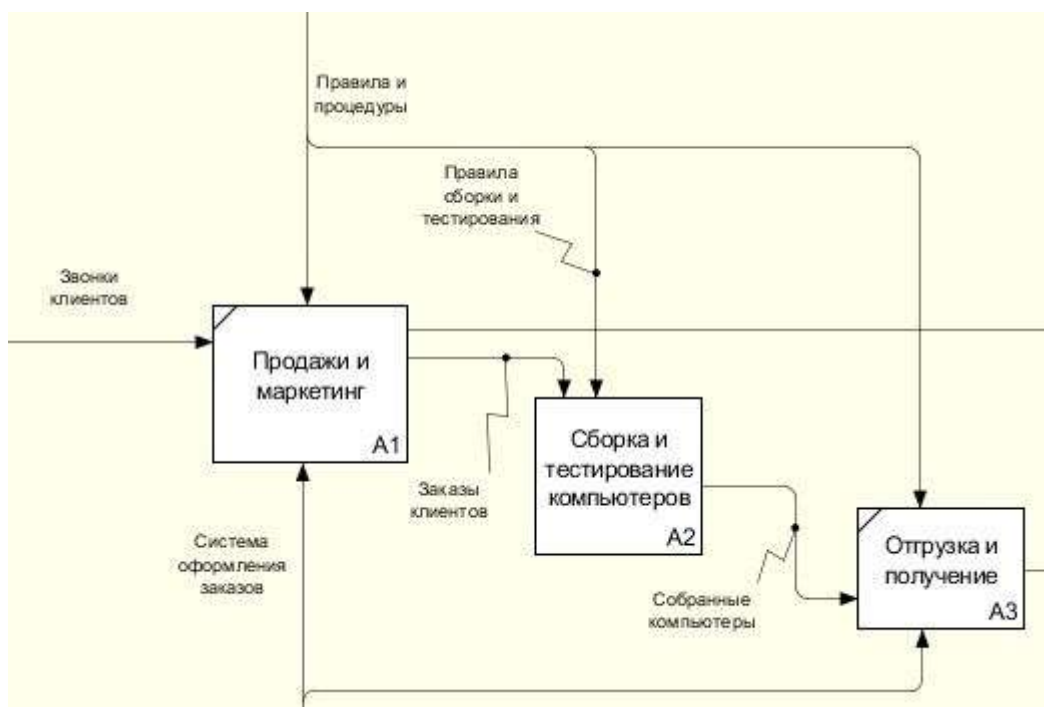 Правила и
процедуры
Правила
сборки и
тестирования
Звонки
клиентов
Продажи и
маркетинг
A1
Заказы
клиентов
Сборка и
тестирование
компьютеров
A2
Система
оформления
заказов
Собранные
компьютеры
Отгрузка и
получение
A3